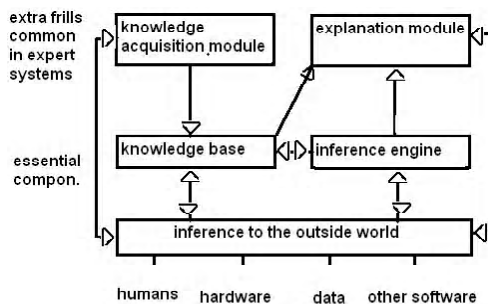 extra frills
common
in expert
systems
knowledge
acquisition module
explanation module
essential
compon.
knowledge base
inference engine
inference to the outside world
humans
hardware
data
other software